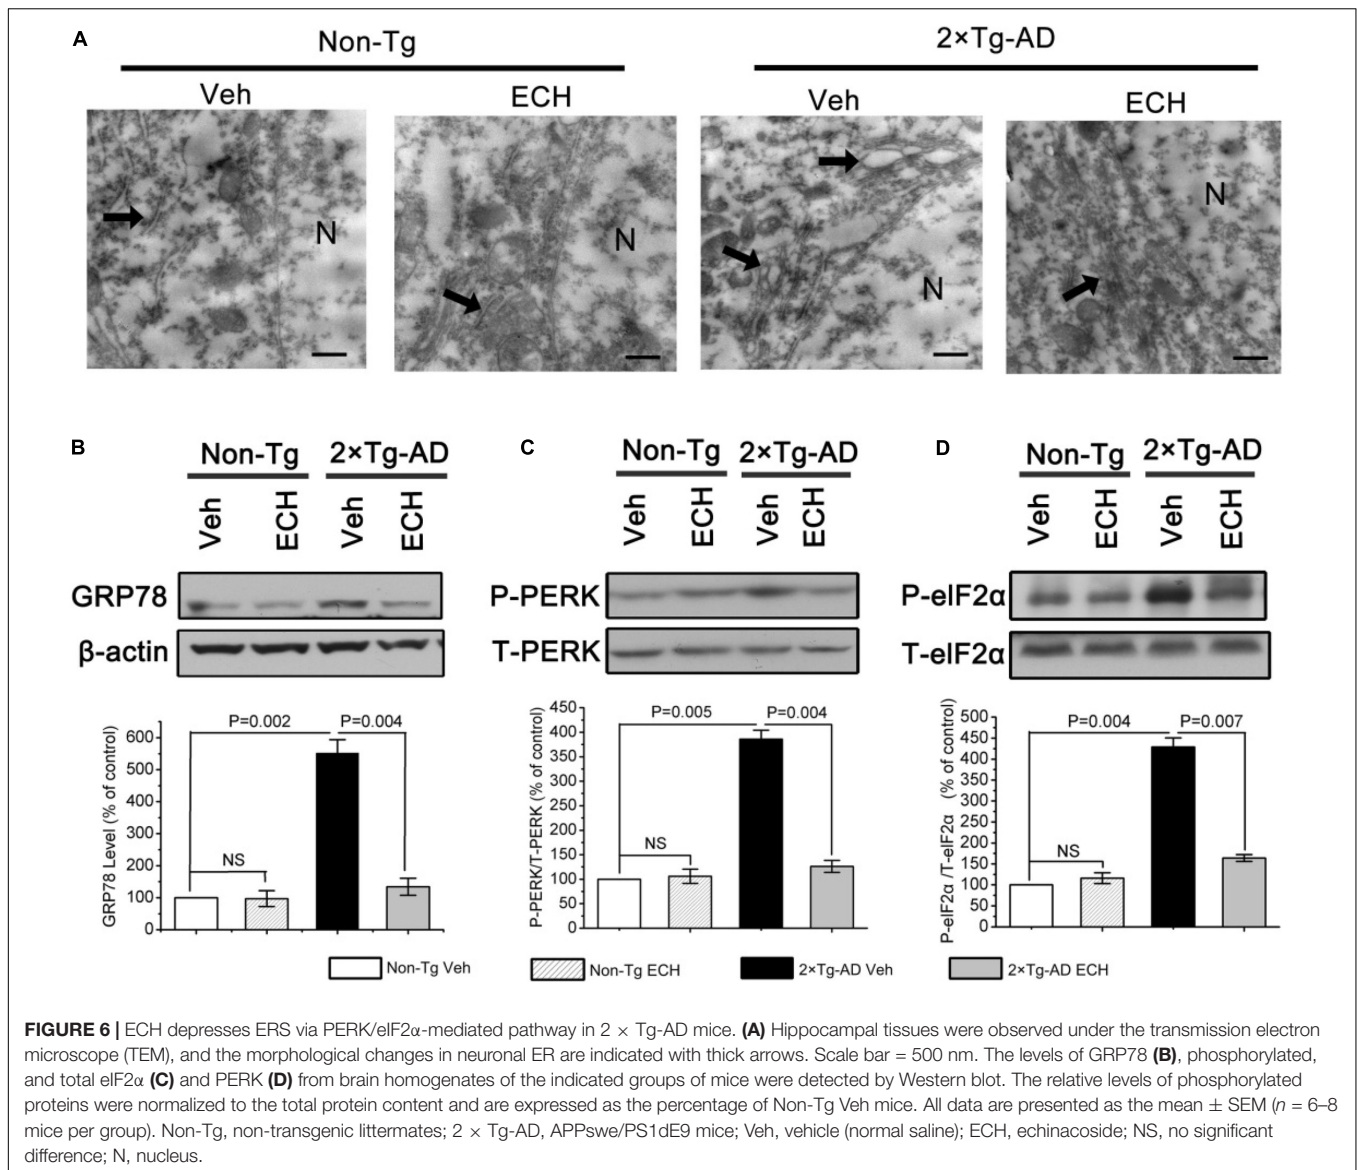 A
Non-Tg
2×Tg-AD
Veh
ECH
Veh
ECH
N
N
N
N
B
Non-Tg
2×Tg-AD
Veh
ECH
Veh
ECH
GRP78
β-actin
GRP78 Level (% of control)
600
500
400
300
200
100
0
P=0.002
P=0.004
NS
C
Non-Tg
2×Tg-AD
Veh
ECH
Veh
ECH
P-PERK
T-PERK
P-PERK/T-PERK (% of control)
450
400
350
300
250
200
150
100
50
0
P=0.005
P=0.004
NS
D
Non-Tg
2×Tg-AD
Veh
ECH
Veh
ECH
P-eIF2α
T-eIF2α
P-eIF2α /T-eIF2α (% of control)
500
450
400
350
300
250
200
150
100
50
0
P=0.004
P=0.007
NS
Non-Tg Veh
Non-Tg ECH
2×Tg-AD Veh
2×Tg-AD ECH
FIGURE 6 | ECH depresses ERS via PERK/eIF2α-mediated pathway in 2 × Tg-AD mice. (A) Hippocampal tissues were observed under the transmission electron
microscope (TEM), and the morphological changes in neuronal ER are indicated with thick arrows. Scale bar = 500 nm. The levels of GRP78 (B), phosphorylated,
and total eIF2α (C) and PERK (D) from brain homogenates of the indicated groups of mice were detected by Western blot. The relative levels of phosphorylated
proteins were normalized to the total protein content and are expressed as the percentage of Non-Tg Veh mice. All data are presented as the mean ± SEM (n = 6–8
mice per group). Non-Tg, non-transgenic littermates; 2 × Tg-AD, APPswe/PS1dE9 mice; Veh, vehicle (normal saline); ECH, echinacoside; NS, no significant
difference; N, nucleus.